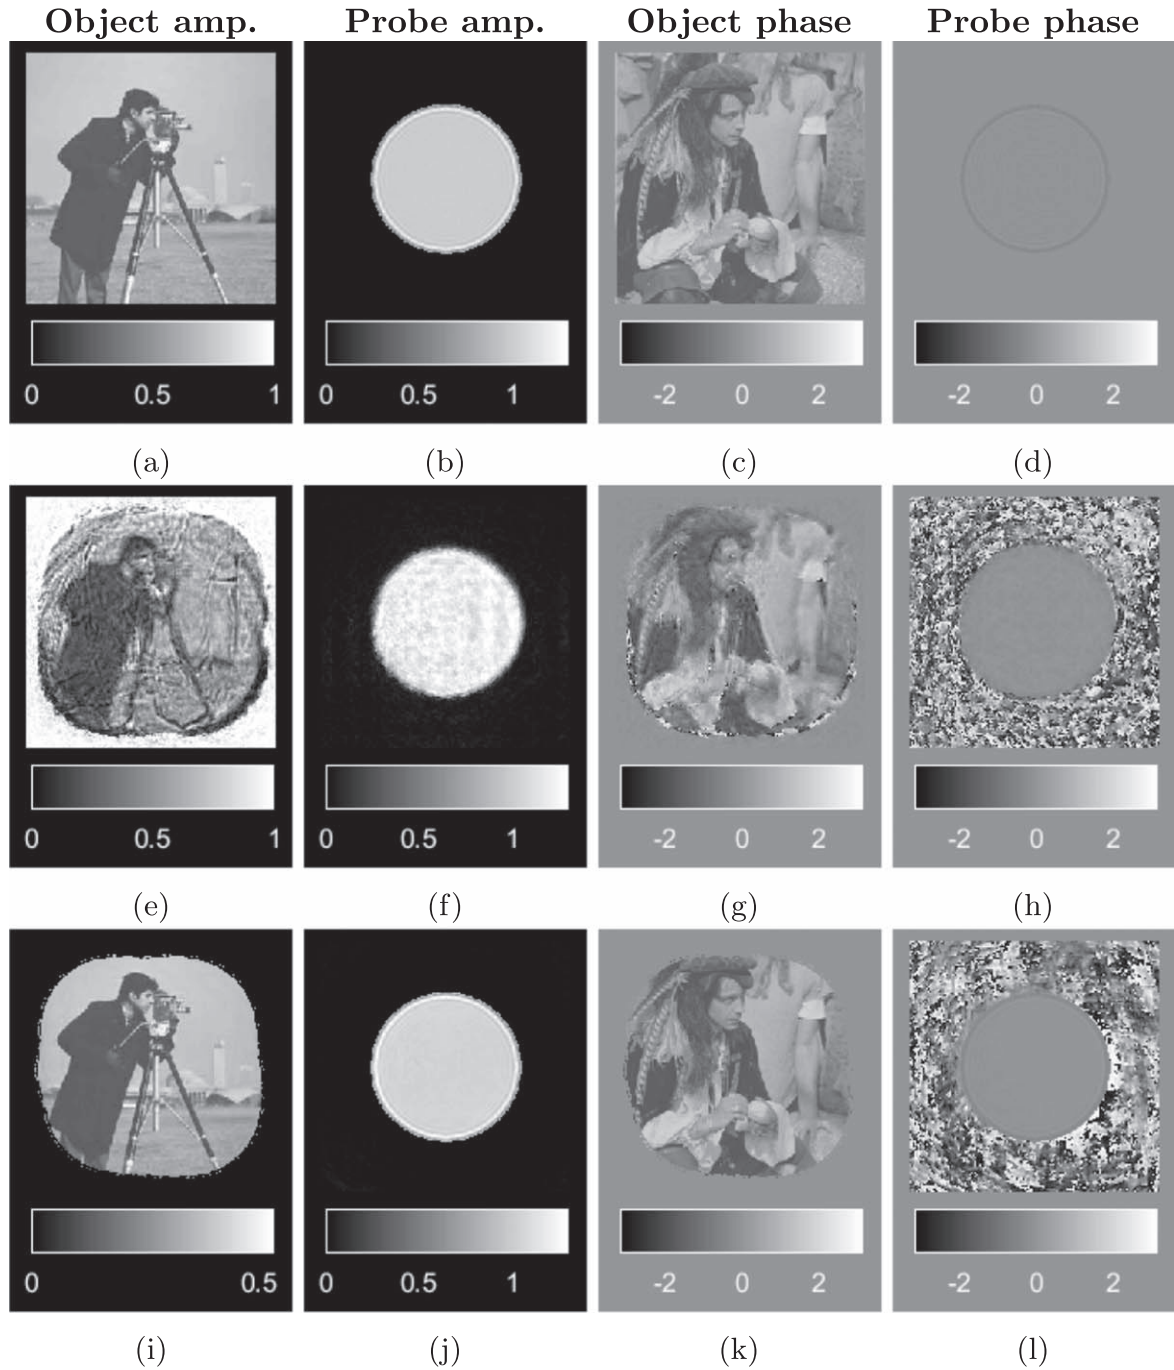 Object amp. Probe amp. Object phase Probe phase
0 0.5 1 0 0.5 1 -2 0 2 -2 0 2
(a) (b) (c) (d)
0 0.5 1 0 0.5 1 -2 0 2 -2 0 2
(e) (f) (g) (h)
0 0.5 0 0.5 1 -2 0 2 -2 0 2
(i) (j) (k) (l)